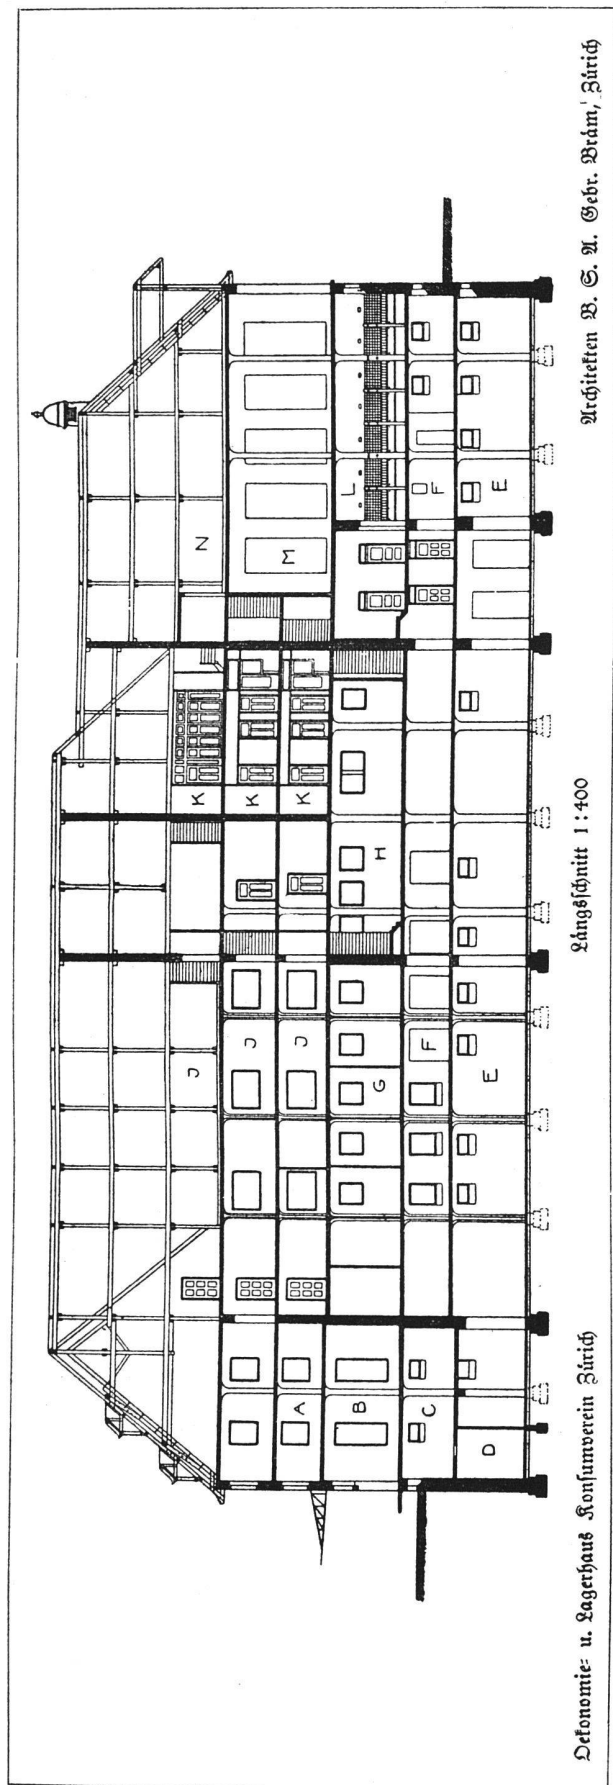 N
J
K
K
K
M
J
J
A
L
H
G
B
F
F
C
E
E
D
Oekonomie- u. Lagerhaus Konsumverein Zürich
Längsschnitt 1:400
Architekten B. S. A. Gebr. Bräm, Zürich